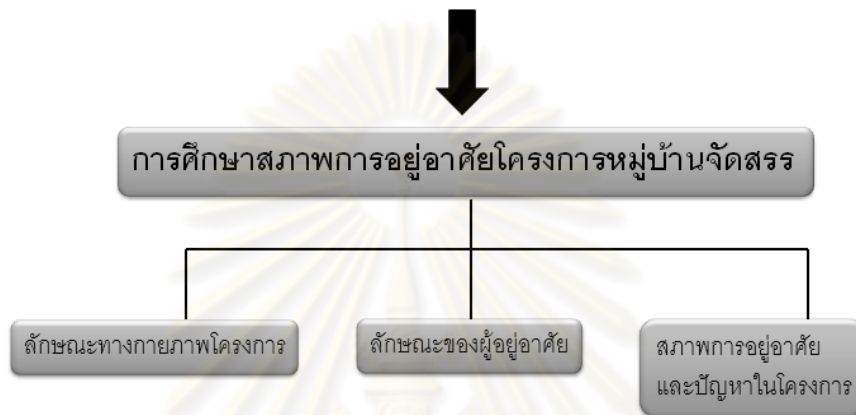 การศึกษาสภาพการอยู่อาศัยโครงการหมู่บ้านจัดสรร
ลักษณะทางกายภาพโครงการ
ลักษณะของผู้อยู่อาศัย
สภาพการอยู่อาศัย
และปัญหาในโครงการ